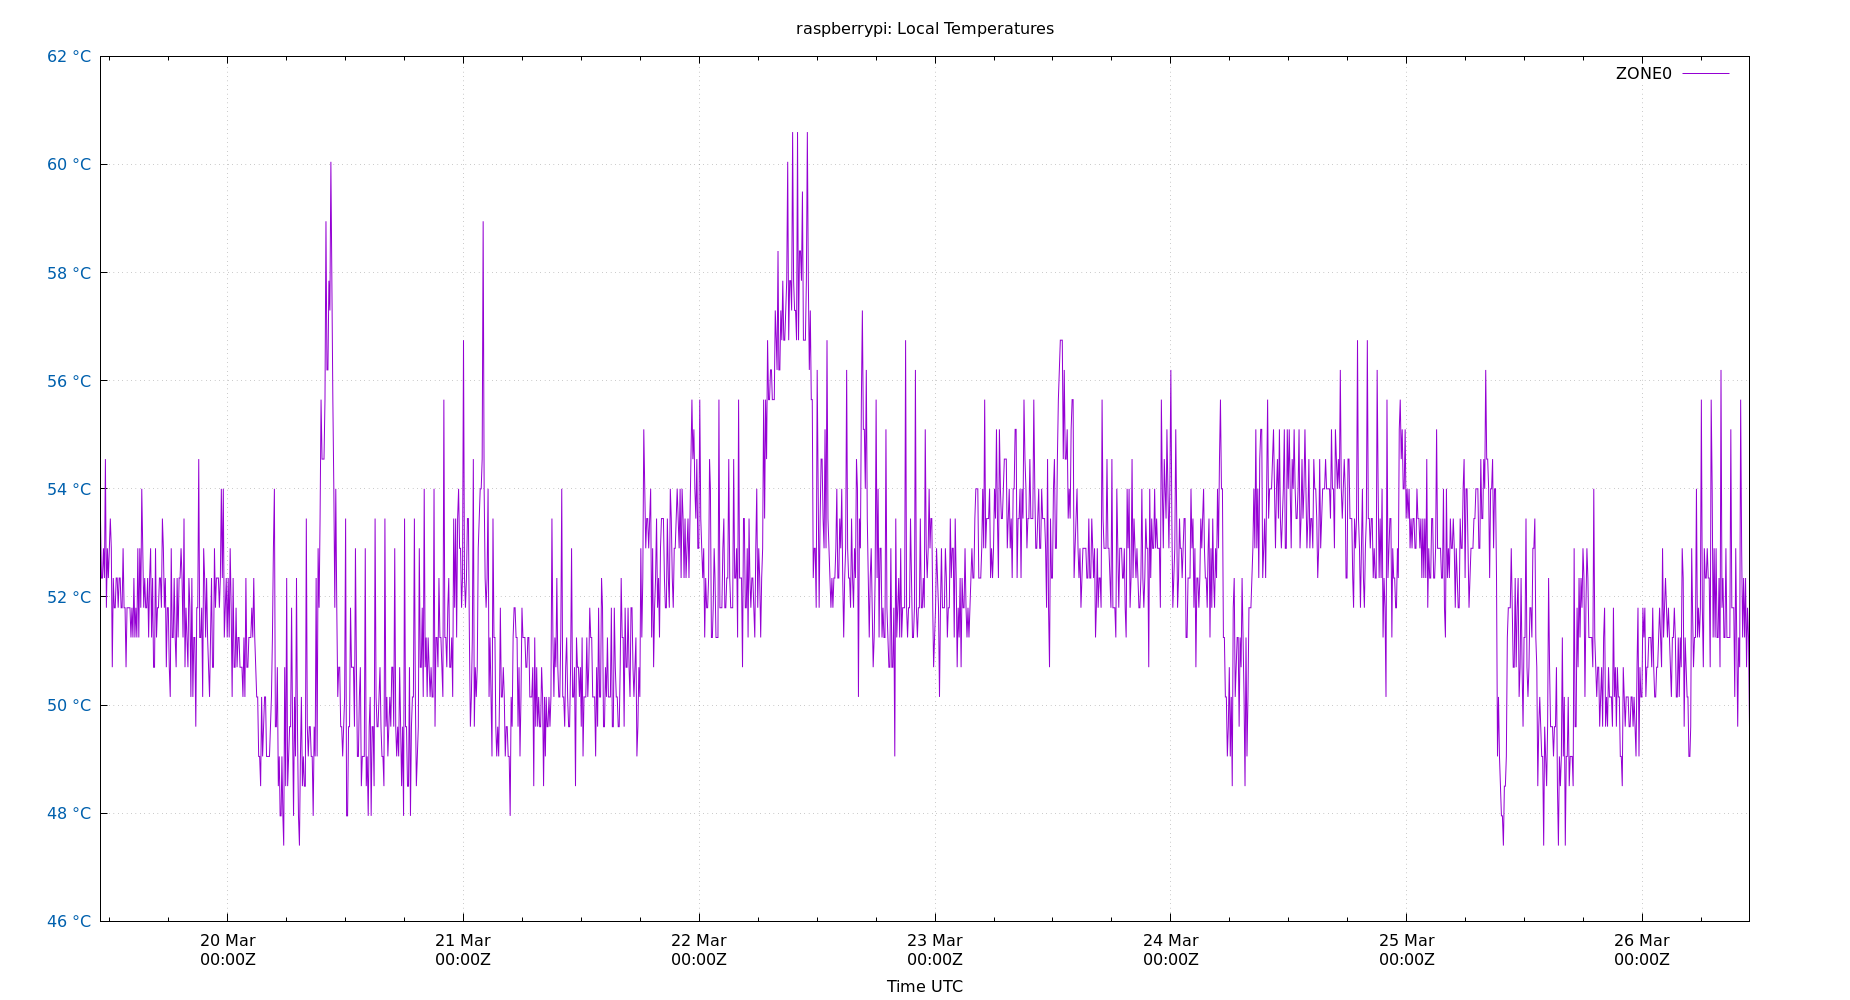 raspberrypi: Local Temperatures
62 °C
ZONE0
60 °C
58 °C
56 °C
54 °C
52 °C
50 °C
48 °C
46 °C
20 Mar 21 Mar 22 Mar 23 Mar 24 Mar 25 Mar 26 Mar
00:00Z 00:00Z 00:00Z 00:00Z 00:00Z 00:00Z 00:00Z
Time UTC